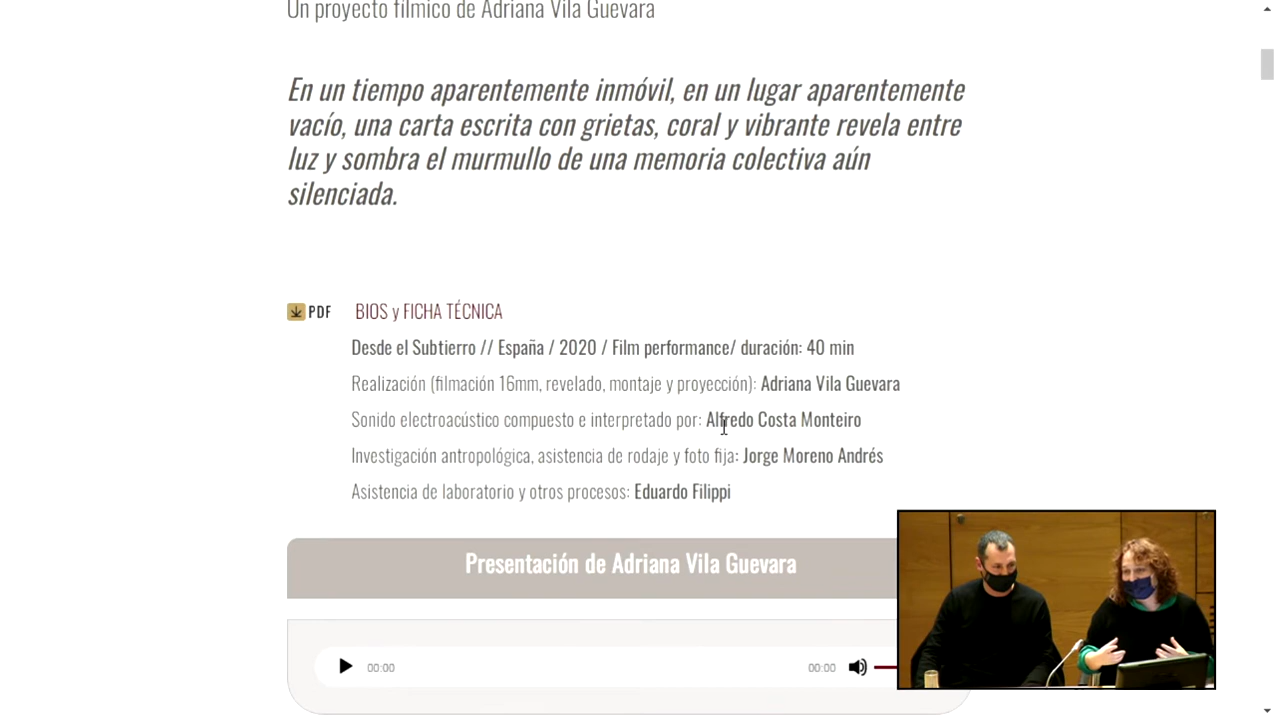 Un proyecto fílmico de Adriana Vila Guevara
En un tiempo aparentemente inmóvil, en un lugar aparentemente
vacío, una carta escrita con grietas, coral y vibrante revela entre
luz y sombra el murmullo de una memoria colectiva aún
silenciada.
PDF BIOS y FICHA TÉCNICA
Desde el Subtierro // España / 2020 / Film performance/ duración: 40 min
Realización (filmación 16mm, revelado, montaje y proyección): Adriana Vila Guevara
Sonido electroacústico compuesto e interpretado por: Alfredo Costa Monteiro
Investigación antropológica, asistencia de rodaje y foto fija: Jorge Moreno Andrés
Asistencia de laboratorio y otros procesos: Eduardo Filippi
Presentación de Adriana Vila Guevara
00:00 00:00